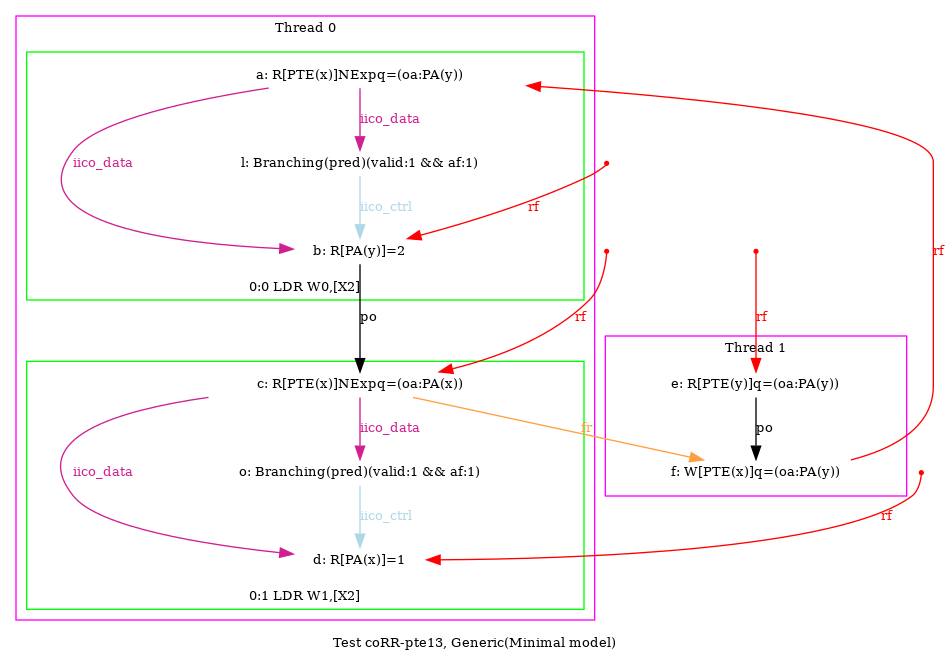 Thread 0
a: R[PTE(x)]NExpq=(oa:PA(y))
iico_data
iico_data
l: Branching(pred)(valid:1 && af:1)
iico_ctrl
rf
b: R[PA(y)]=2
rf
0:0 LDR W0,[X2]
po
rf
rf
Thread 1
c: R[PTE(x)]NExpq=(oa:PA(x))
e: R[PTE(y)]q=(oa:PA(y))
iico_data
fr
po
iico_data
o: Branching(pred)(valid:1 && af:1)
f: W[PTE(x)]q=(oa:PA(y))
iico_ctrl
rf
d: R[PA(x)]=1
0:1 LDR W1,[X2]
Test coRR-pte13, Generic(Minimal model)